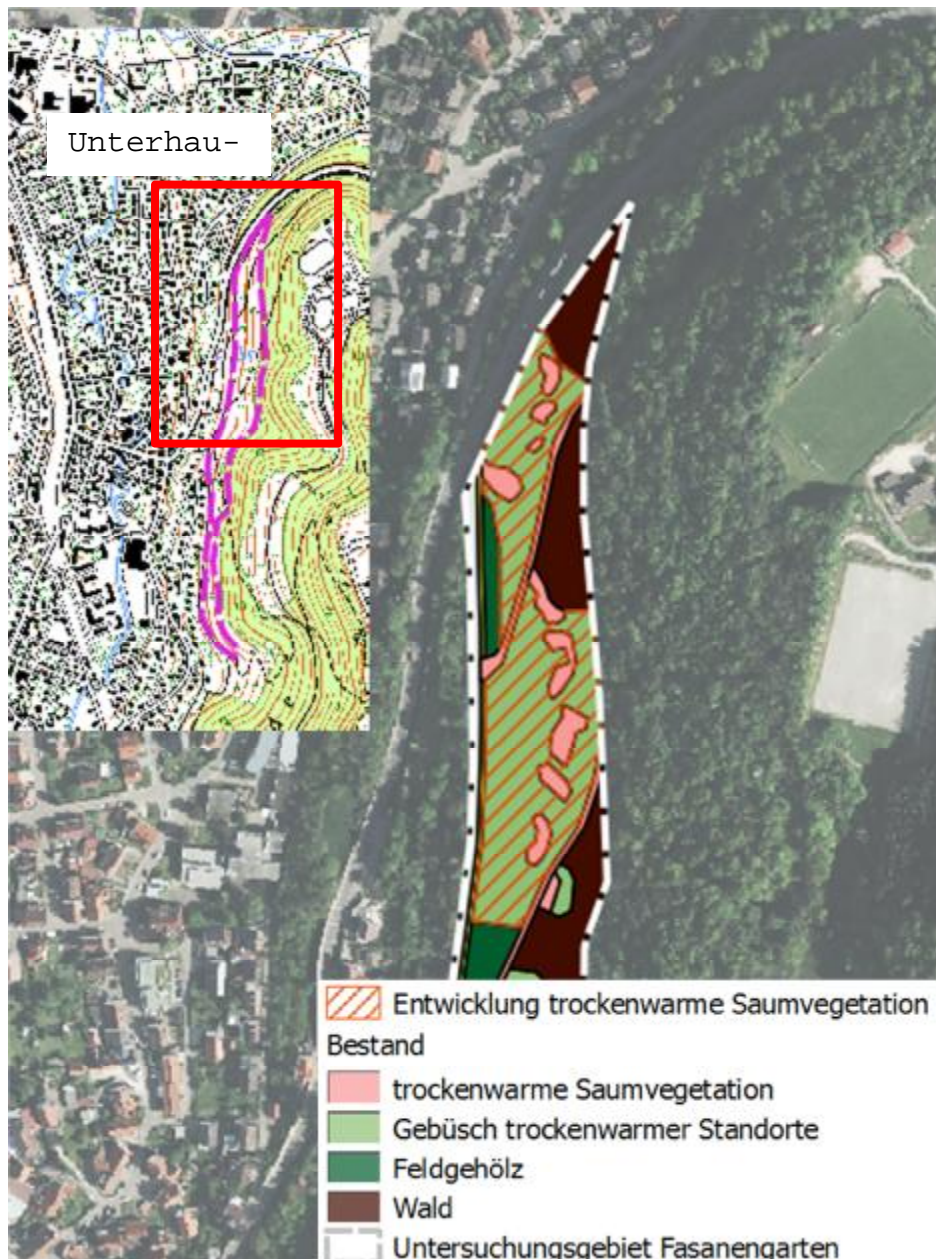 Unterhau-
Entwicklung trockenwarme Saumvegetation
Bestand
trockenwarme Saumvegetation
Gebüsch trockenwarmer Standorte
Feldgehölz
Wald
Untersuchungsgebiet Fasanengarten